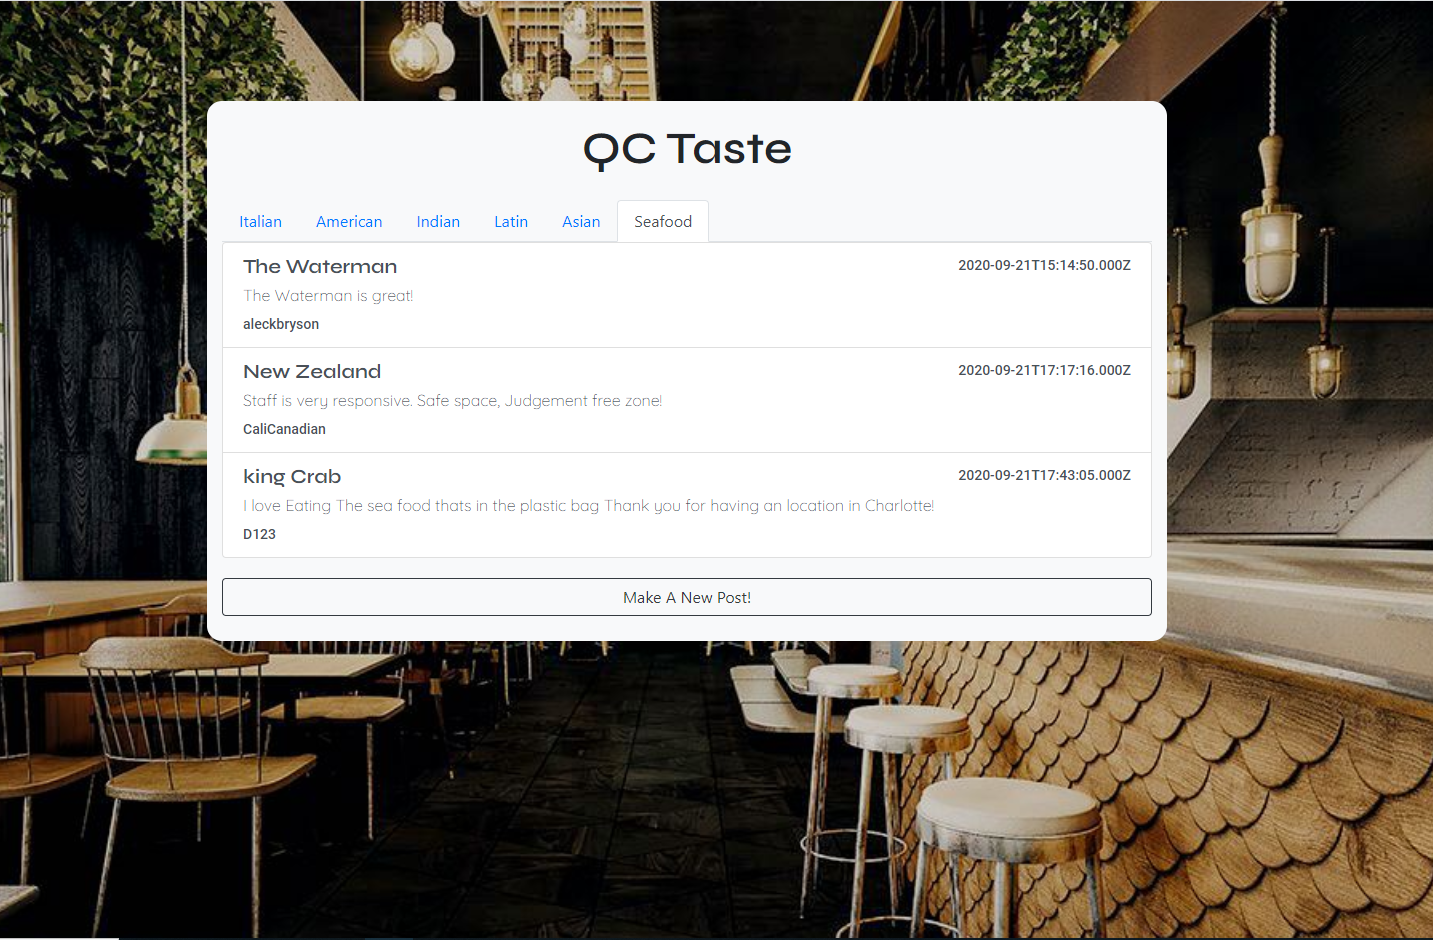 QC Taste
Italian American Indian Latin Asian Seafood
The Waterman 2020-09-21T15:14:50.000Z
The Waterman is great!
aleckbryson
New Zealand 2020-09-21T17:17:16.000Z
Staff is very responsive. Safe space, Judgement free zone!
CaliCanadian
king Crab 2020-09-21T17:43:05.000Z
I love Eating The sea food thats in the plastic bag Thank you for having an location in Charlotte!
D123
Make A New Post!